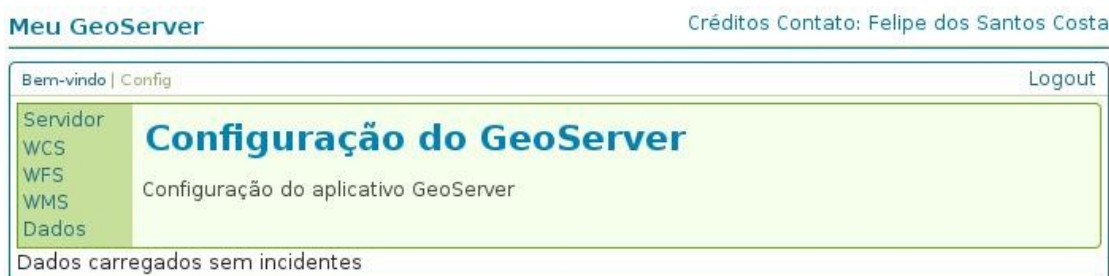 Meu GeoServer
Créditos Contato: Felipe dos Santos Costa
Bem-vindo | Config
Logout
Servidor
WCS
WFS
WMS
Dados
Configuração do GeoServer
Configuração do aplicativo GeoServer
Dados carregados sem incidentes